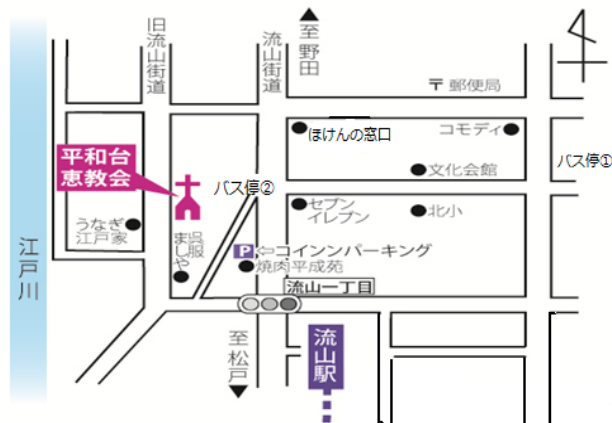 旧流山街道
流山街道
▲
至野田
〒 郵便局
ほけんの窓口
コモディ
バス停①
文化会館
平和台
恵教会
バス停②
セブン
イレブン
北小
うなぎ
江戸家
呉服
ましや
P ⇦コインンパーキング
焼肉平成苑
流山一丁目
江戸川
至松戸
▼
流山駅